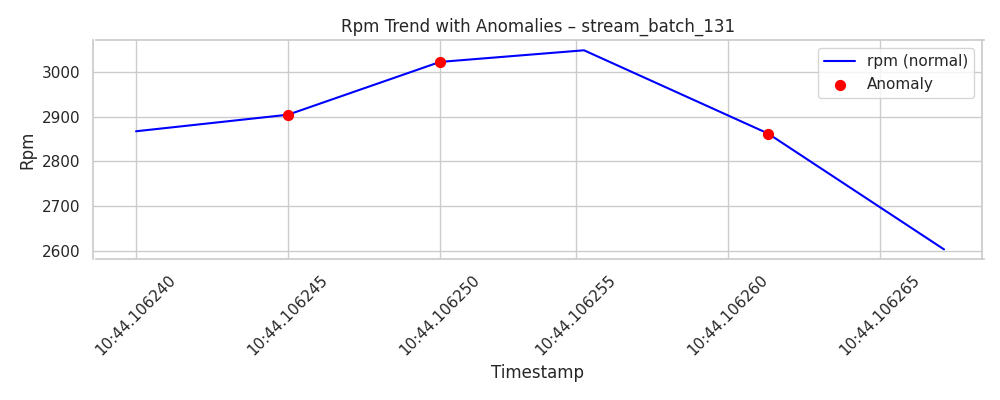 Rpm Trend with Anomalies – stream_batch_131
rpm (normal)
Anomaly
Rpm
3000
2900
2800
2700
2600
10:44.106240
10:44.106245
10:44.106250
10:44.106255
10:44.106260
10:44.106265
Timestamp